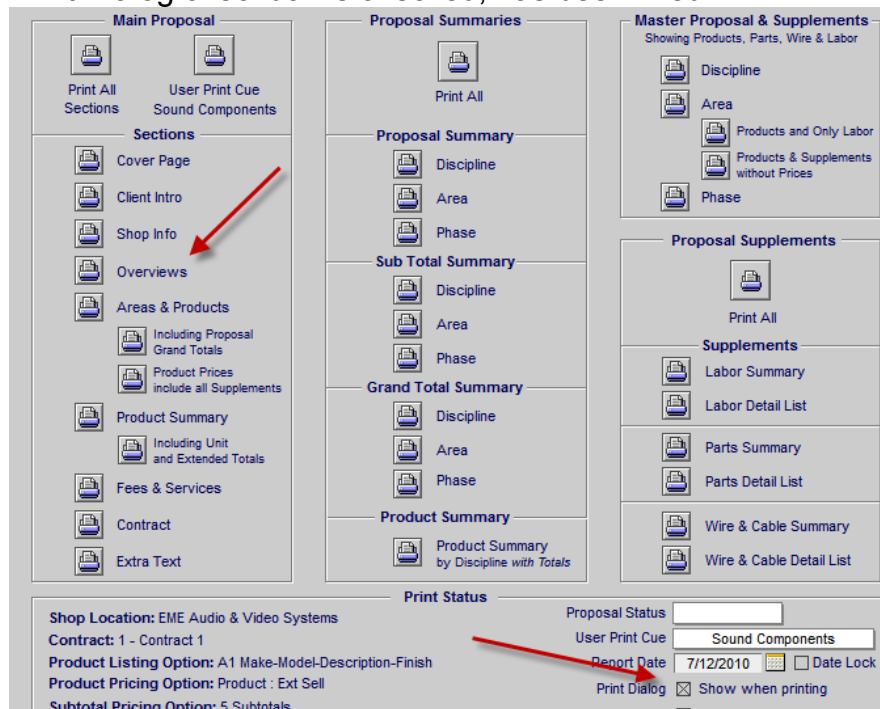 Main Proposal
Print All
Sections
User Print Cue
Sound Components
Sections
Cover Page
Client Intro
Shop Info
Overviews
Areas & Products
Including Proposal
Grand Totals
Product Prices
include all Supplements
Product Summary
Including Unit
and Extended Totals
Fees & Services
Contract
Extra Text
Proposal Summaries
Print All
Proposal Summary
Discipline
Area
Phase
Sub Total Summary
Discipline
Area
Phase
Grand Total Summary
Discipline
Area
Phase
Product Summary
Product Summary
by Discipline with Totals
Master Proposal & Supplements
Showing Products, Parts, Wire & Labor
Discipline
Area
Products and Only Labor
Products & Supplements
without Prices
Phase
Proposal Supplements
Print All
Supplements
Labor Summary
Labor Detail List
Parts Summary
Parts Detail List
Wire & Cable Summary
Wire & Cable Detail List
Print Status
Shop Location: EME Audio & Video Systems
Contract: 1 - Contract 1
Product Listing Option: A1 Make-Model-Description-Finish
Product Pricing Option: Product : Ext Sell
Subtotal Pricing Option: 5 Subtotals
Proposal Status
User Print Cue Sound Components
Report Date 7/12/2010 Date Lock
Print Dialog Show when printing